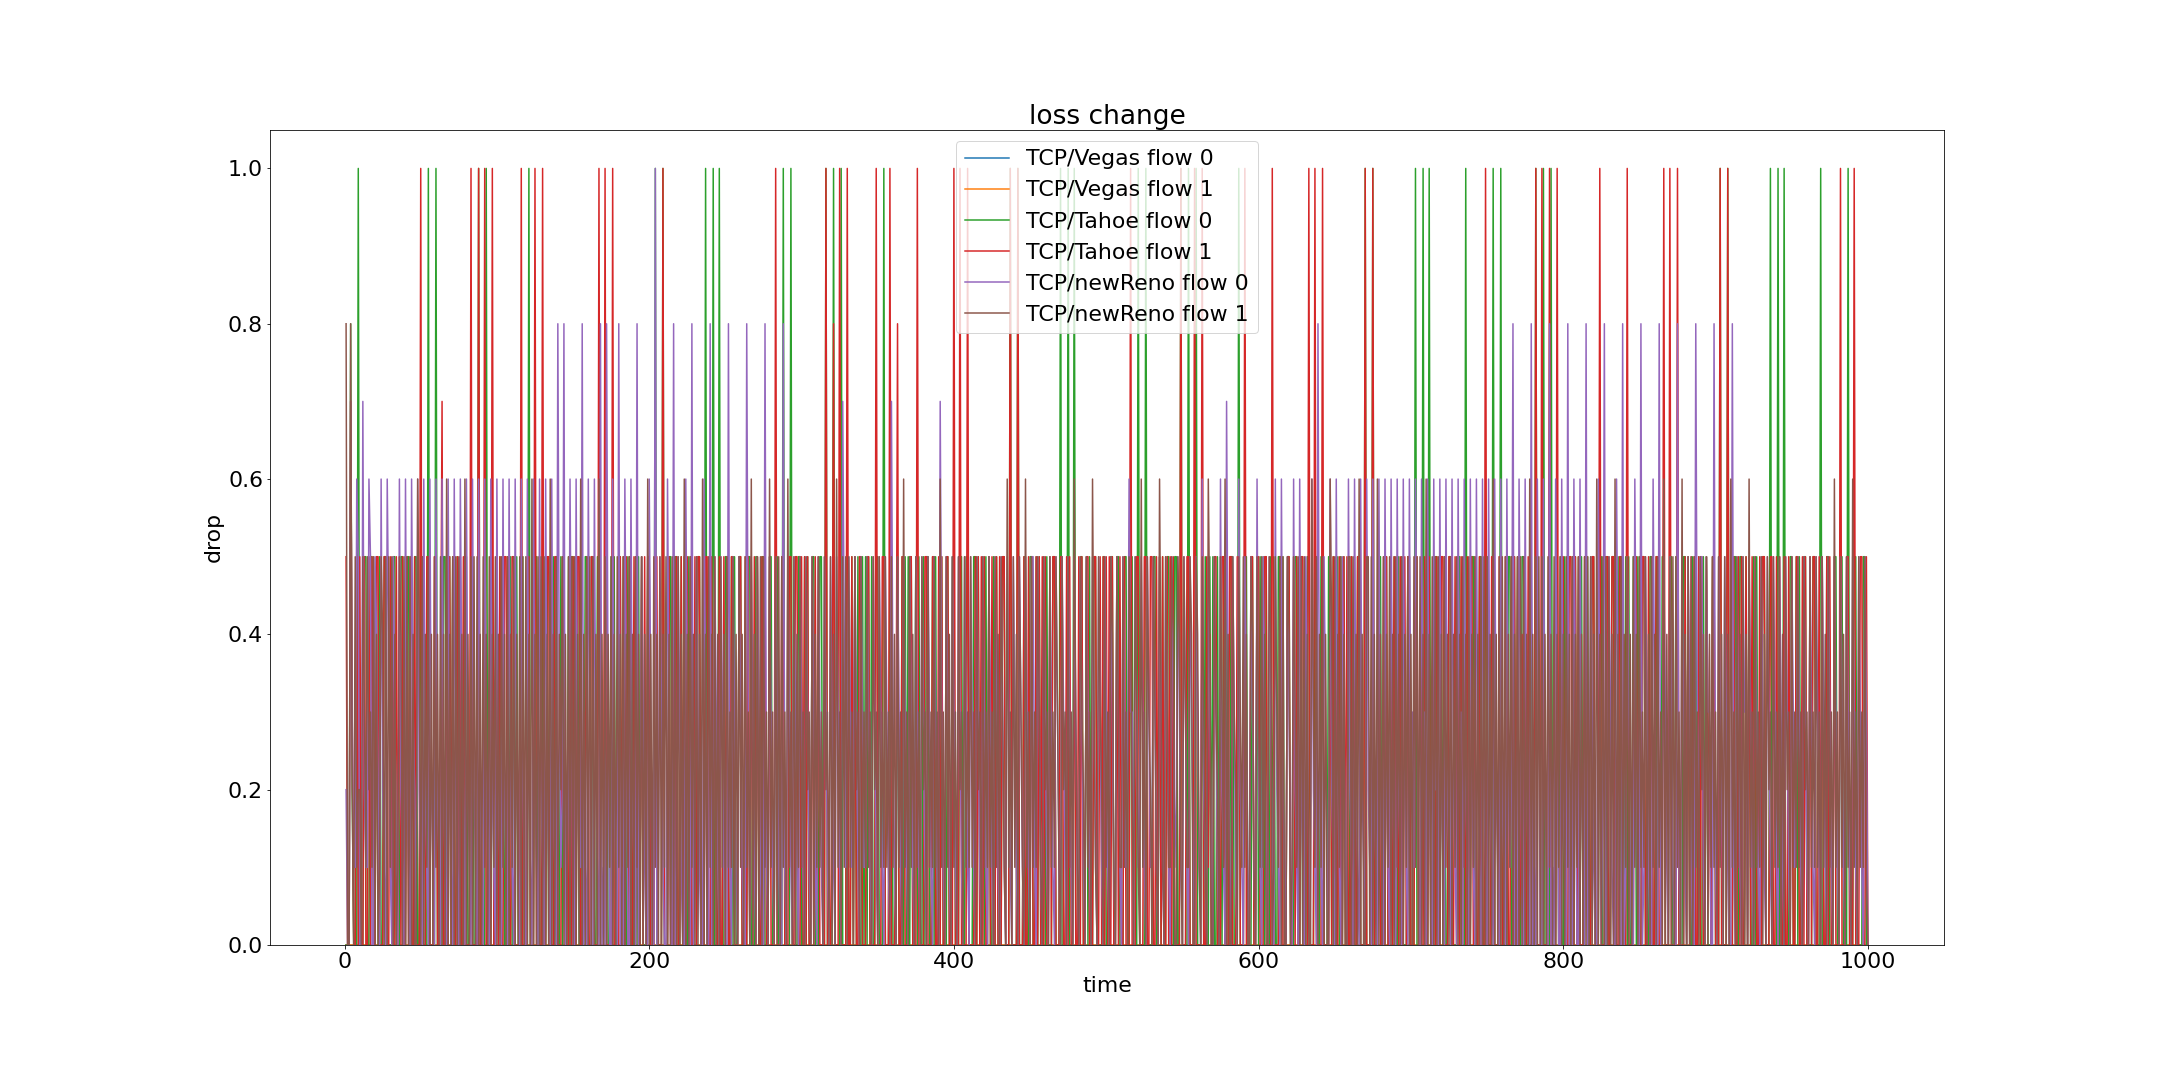 loss change
TCP/Vegas flow 0
TCP/Vegas flow 1
TCP/Tahoe flow 0
TCP/Tahoe flow 1
TCP/newReno flow 0
TCP/newReno flow 1
1.0
0.8
0.6
0.4
0.2
0.0
drop
0 200 400 600 800 1000
time